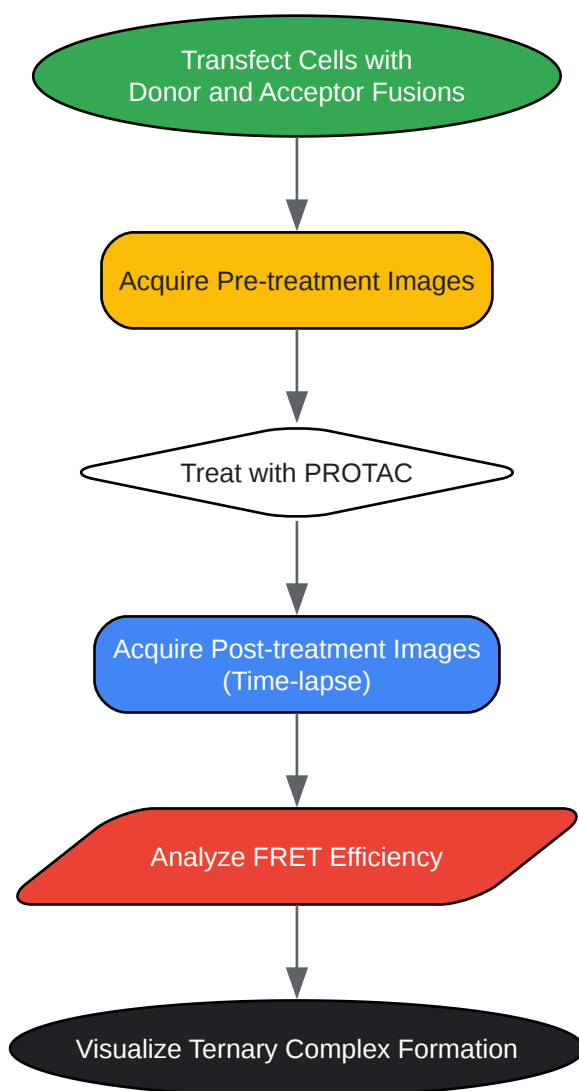 Transfect Cells with
Donor and Acceptor Fusions
Acquire Pre-treatment Images
Treat with PROTAC
Acquire Post-treatment Images
(Time-lapse)
Analyze FRET Efficiency
Visualize Ternary Complex Formation